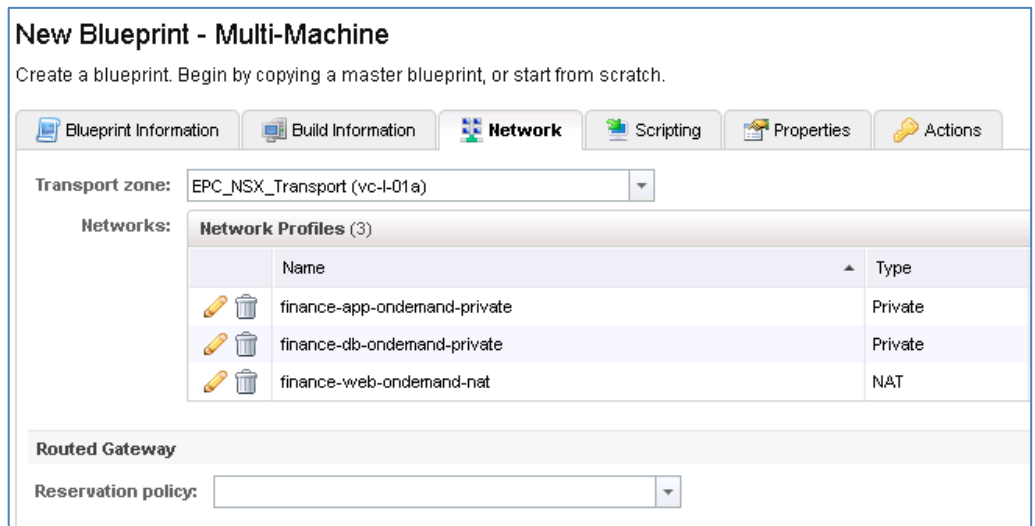 New Blueprint - Multi-Machine
Create a blueprint. Begin by copying a master blueprint, or start from scratch.
Blueprint Information Build Information Network Scripting Properties Actions
Transport zone: EPC_NSX_Transport (vc-l-01a)
Networks: Network Profiles (3)
Name Type
finance-app-ondemand-private Private
finance-db-ondemand-private Private
finance-web-ondemand-nat NAT
Routed Gateway
Reservation policy: